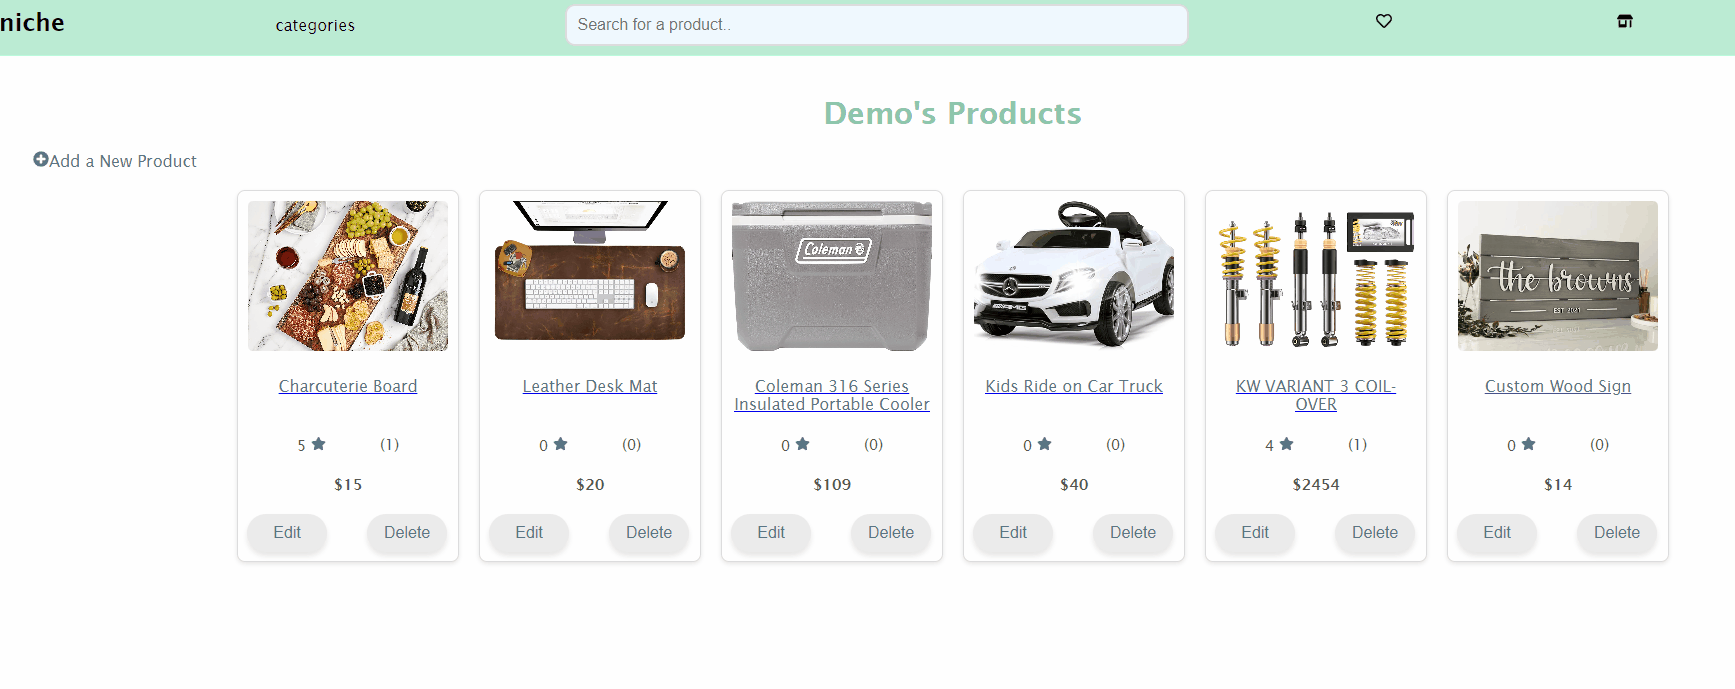 niche
categories
Search for a product..
Demo's Products
Add a New Product
Coleman
the browns
EST 2021
Charcuterie Board
Leather Desk Mat
Coleman 316 Series
Insulated Portable Cooler
Kids Ride on Car Truck
KW VARIANT 3 COIL-
OVER
Custom Wood Sign
5 (1)
0 (0)
0 (0)
0 (0)
4 (1)
0 (0)
$15
$20
$109
$40
$2454
$14
Edit Delete
Edit Delete
Edit Delete
Edit Delete
Edit Delete
Edit Delete